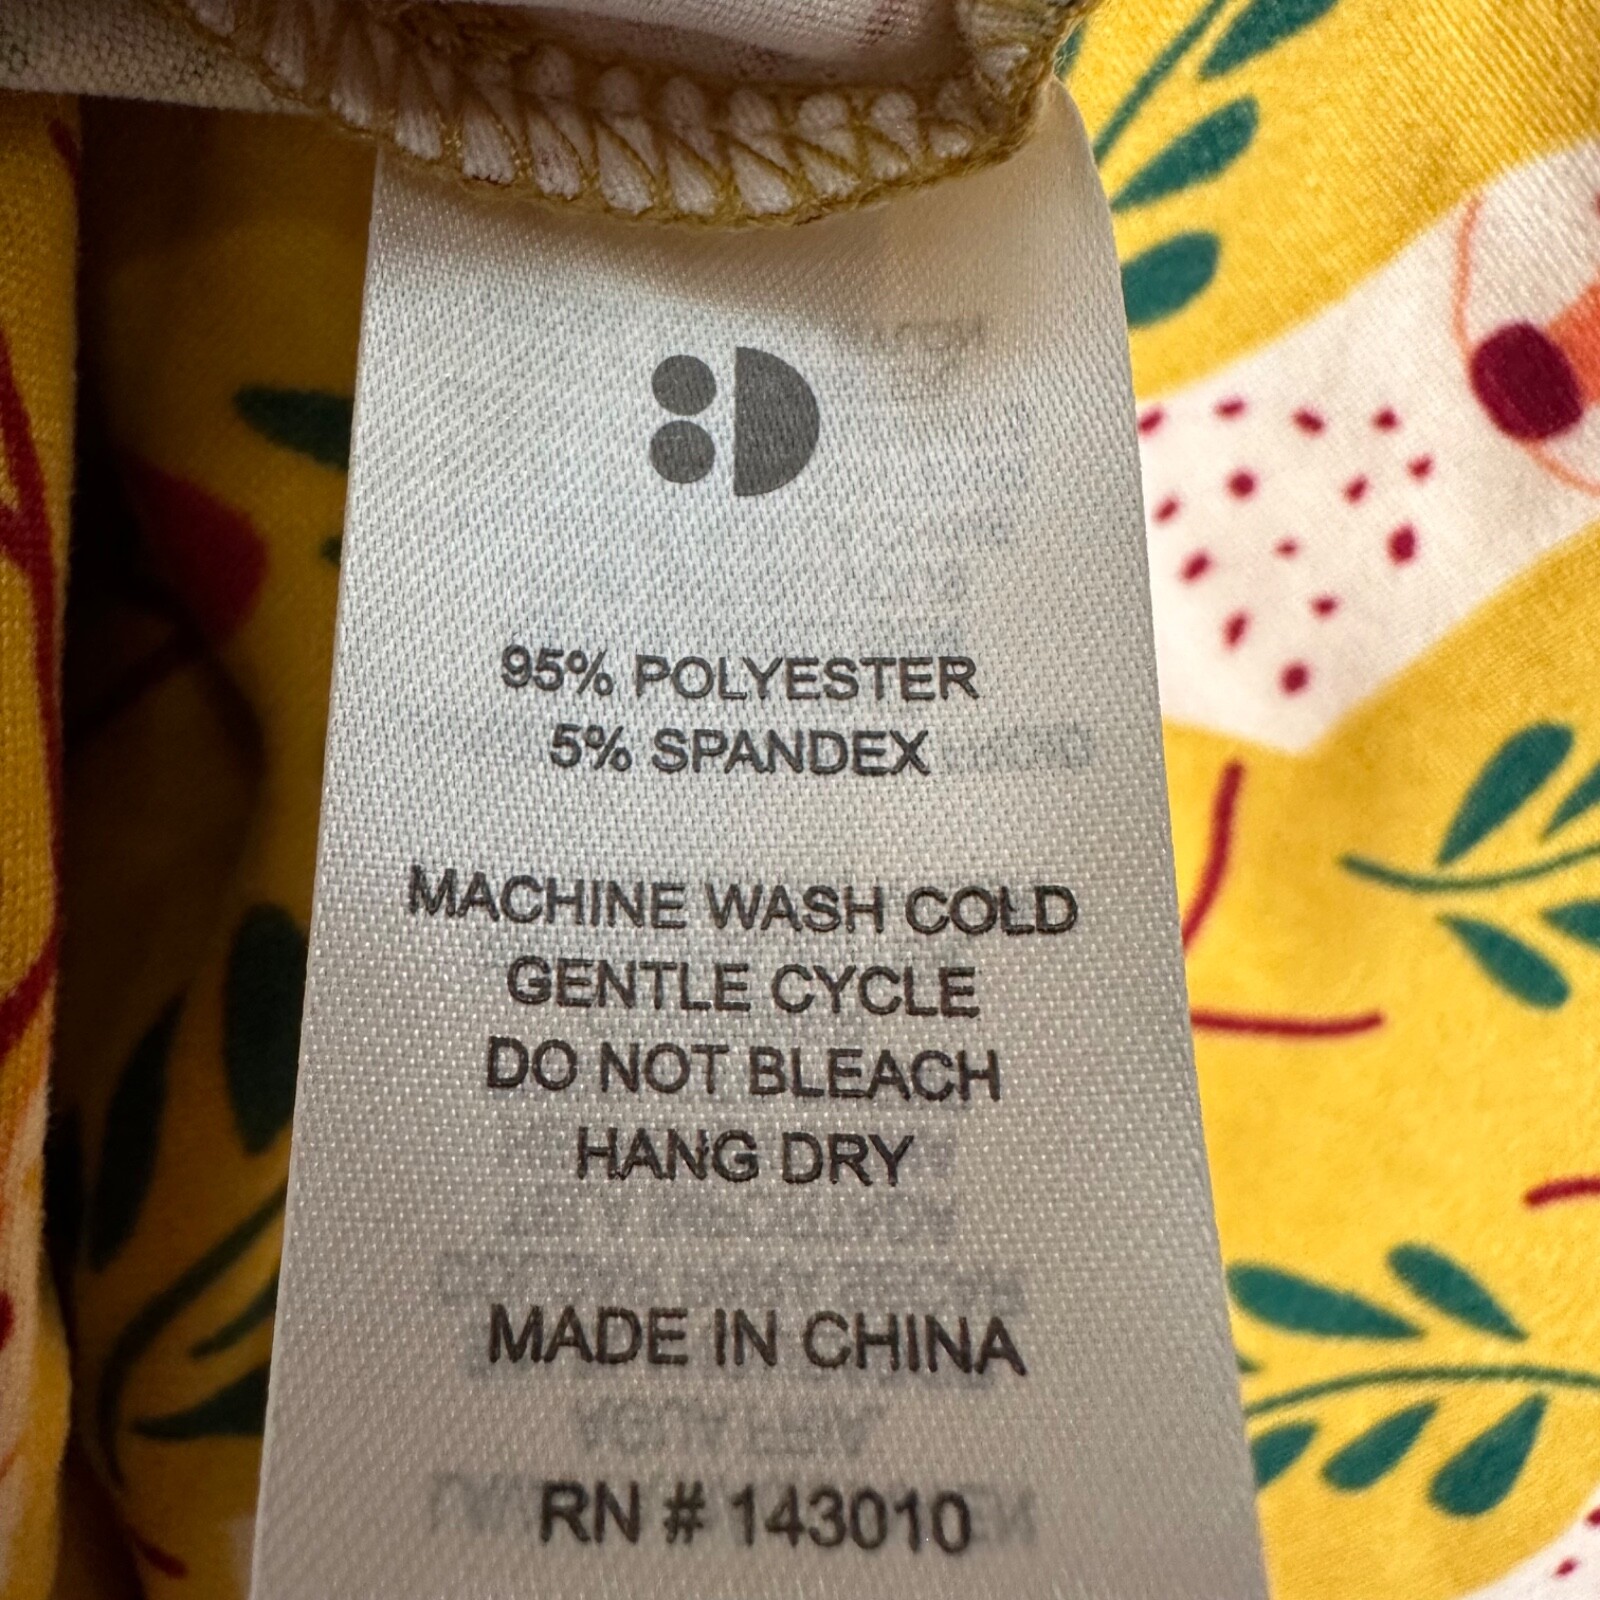 95% POLYESTER
5% SPANDEX
MACHINE WASH COLD
GENTLE CYCLE
DO NOT BLEACH
HANG DRY
MADE IN CHINA
RN # 143010